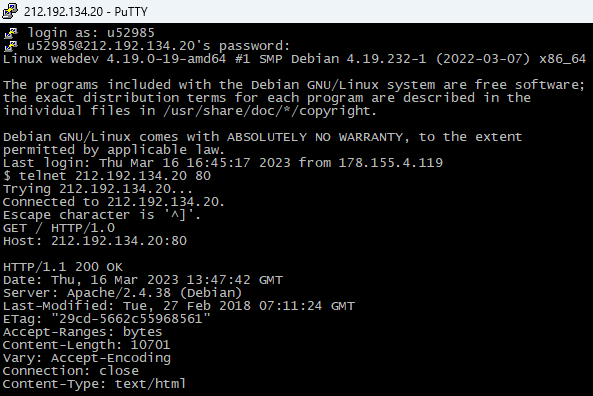 212.192.134.20 - PuTTY
login as: u52985
u52985@212.192.134.20's password:
Linux webdev 4.19.0-19-amd64 #1 SMP Debian 4.19.232-1 (2022-03-07) x86_64
The programs included with the Debian GNU/Linux system are free software;
the exact distribution terms for each program are described in the
individual files in /usr/share/doc/*/copyright.
Debian GNU/Linux comes with ABSOLUTELY NO WARRANTY, to the extent
permitted by applicable law.
Last login: Thu Mar 16 16:45:17 2023 from 178.155.4.119
$ telnet 212.192.134.20 80
Trying 212.192.134.20...
Connected to 212.192.134.20.
Escape character is '^]'.
GET / HTTP/1.0
Host: 212.192.134.20:80
HTTP/1.1 200 OK
Date: Thu, 16 Mar 2023 13:47:42 GMT
Server: Apache/2.4.38 (Debian)
Last-Modified: Tue, 27 Feb 2018 07:11:24 GMT
ETag: "29cd-5662c55968561"
Accept-Ranges: bytes
Content-Length: 10701
Vary: Accept-Encoding
Connection: close
Content-Type: text/html